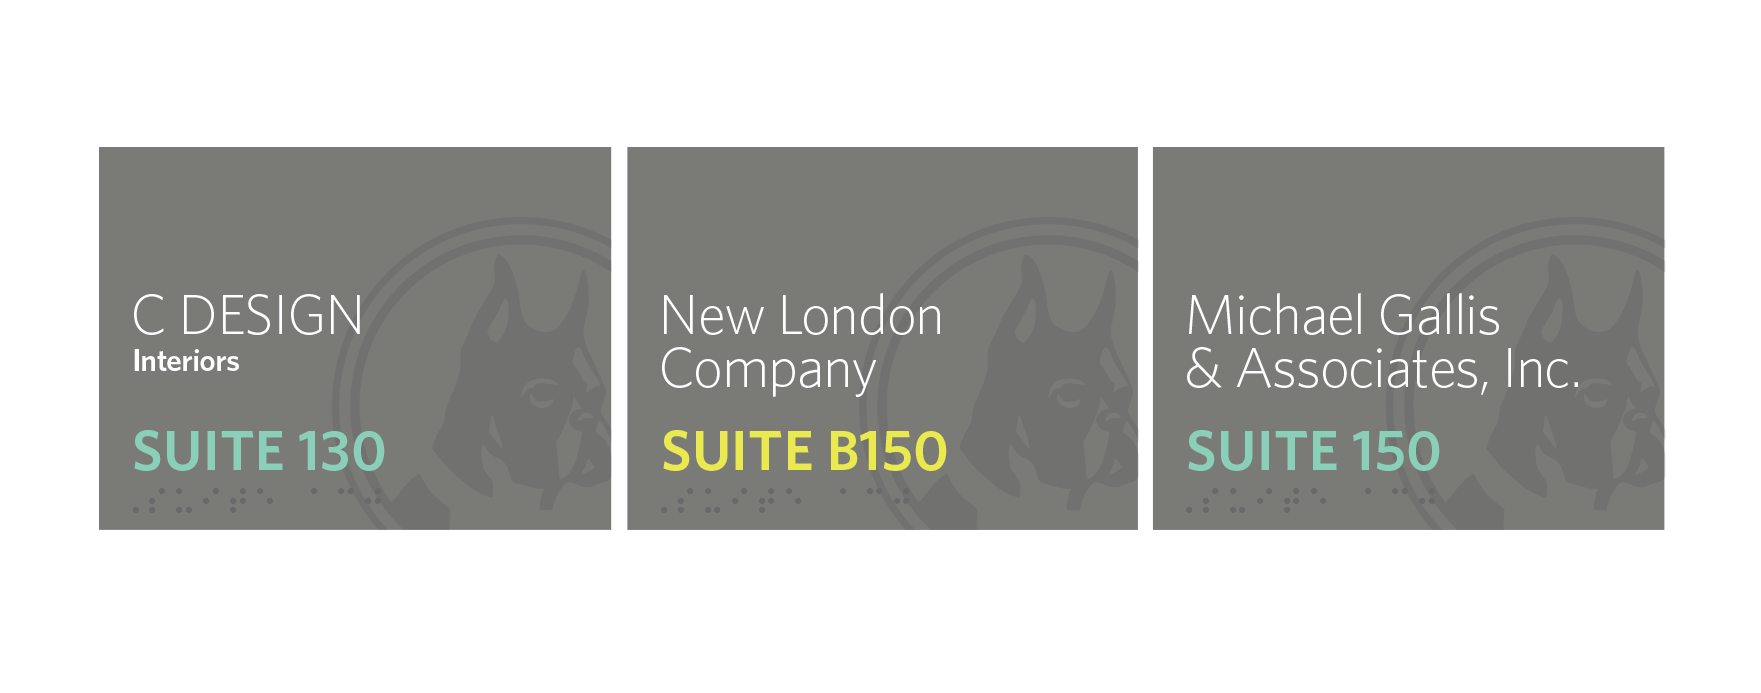 C DESIGN
Interiors
SUITE 130
New London
Company
SUITE B150
Michael Gallis
& Associates, Inc.
SUITE 150